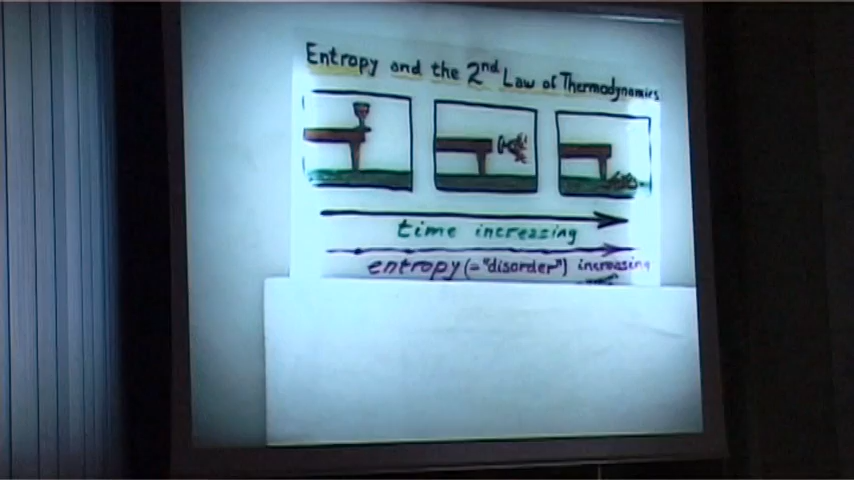 Entropy and the 2nd Law of Thermodynamics
time increasing
entropy (= "disorder") increasing